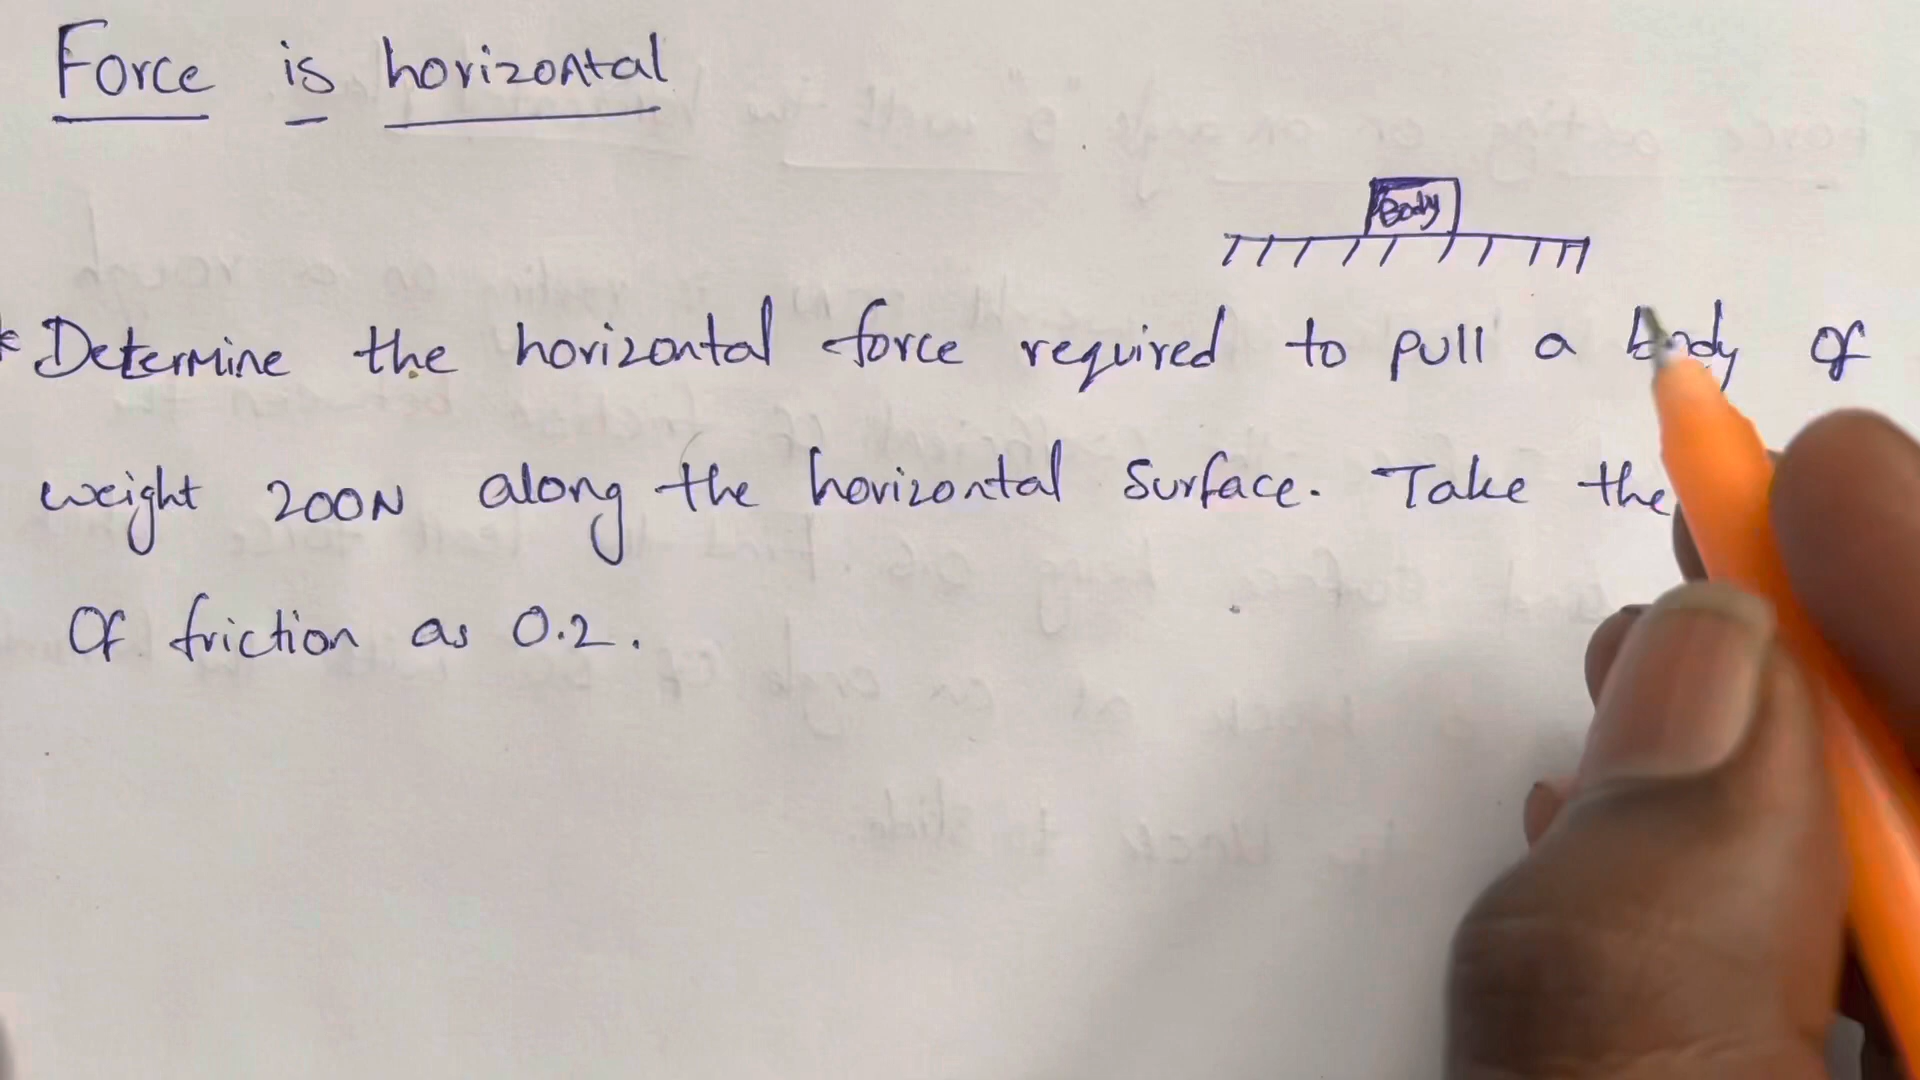 Force is horizontal
Body
* Determine the horizontal force required to pull a body of
weight 200N along the horizontal surface. Take the
Of friction as 0.2.